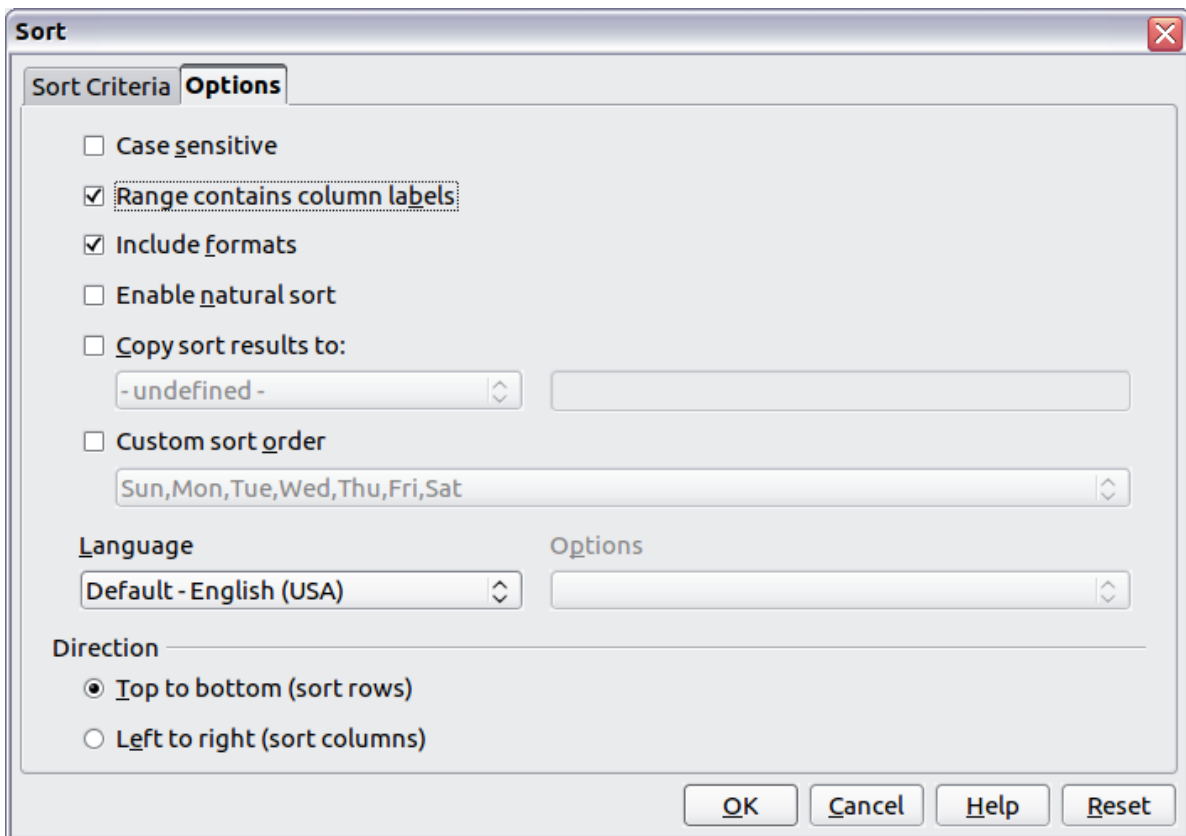 Sort
Sort Criteria Options
Case sensitive
Range contains column labels
Include formats
Enable natural sort
Copy sort results to:
- undefined -
Custom sort order
Sun,Mon,Tue,Wed,Thu,Fri,Sat
Language Options
Default - English (USA)
Direction
Top to bottom (sort rows)
Left to right (sort columns)
OK Cancel Help Reset